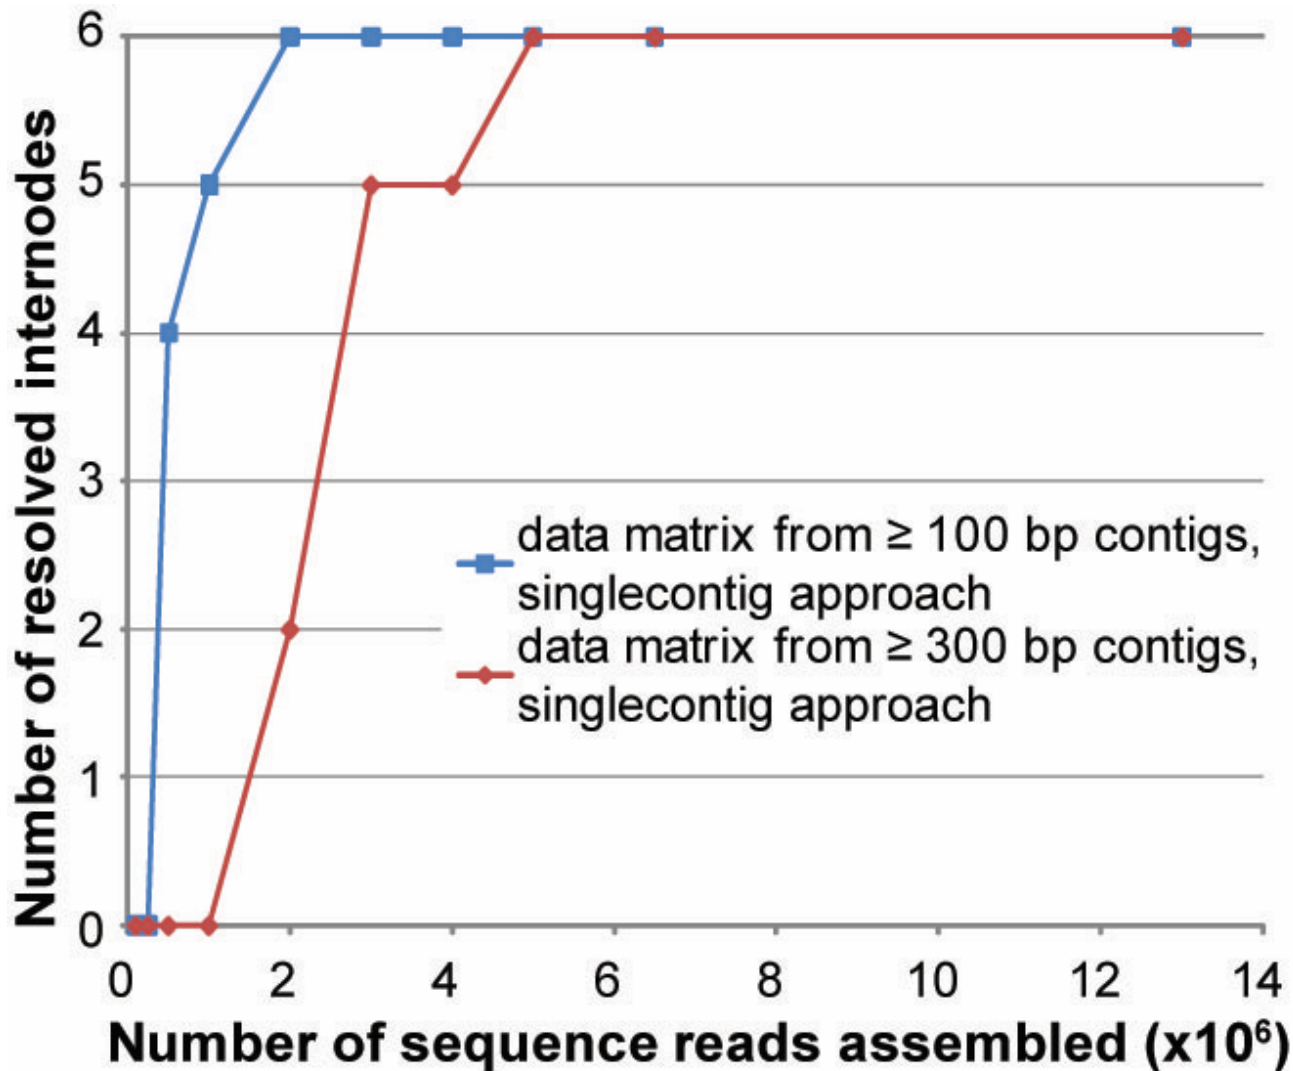 Number of resolved internodes
6
5
4
3
2
1
0
data matrix from ≥ 100 bp contigs,
singlecontig approach
data matrix from ≥ 300 bp contigs,
singlecontig approach
0 2 4 6 8 10 12 14
Number of sequence reads assembled (x10⁶)